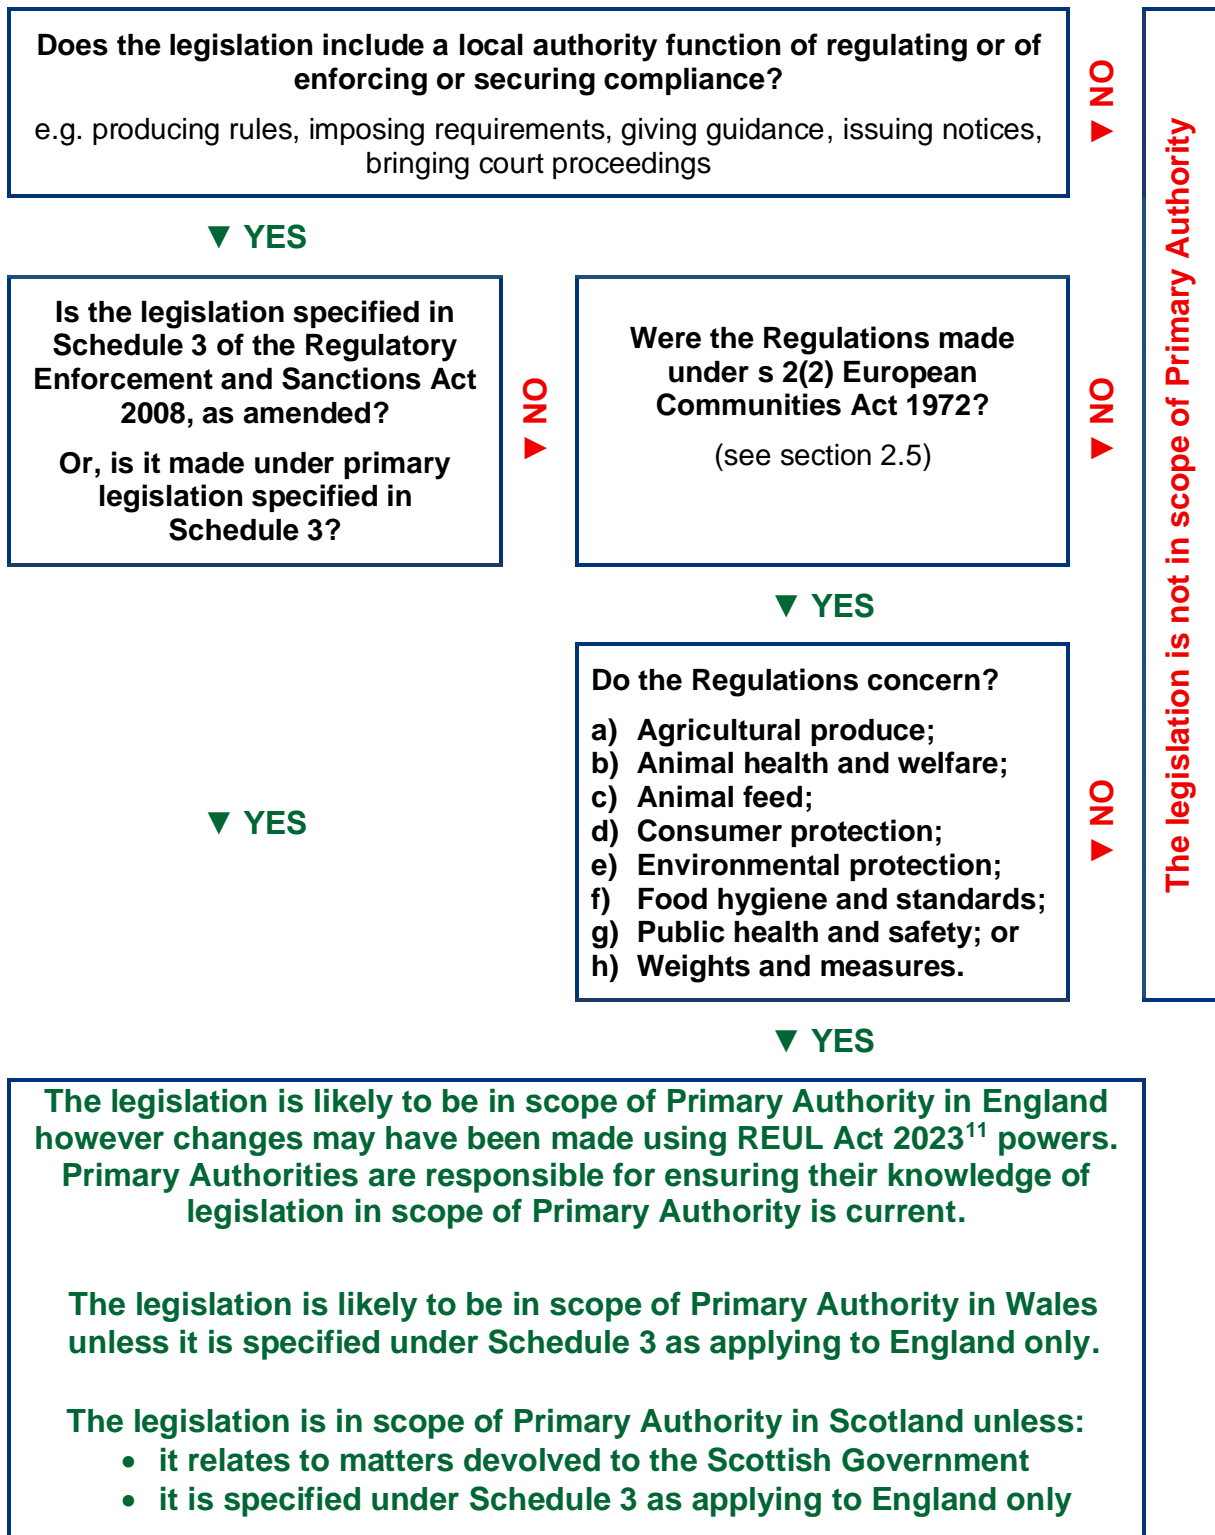 Does the legislation include a local authority function of regulating or of
enforcing or securing compliance?
e.g. producing rules, imposing requirements, giving guidance, issuing notices,
bringing court proceedings
▼ NO
The legislation is not in scope of Primary Authority
▼ YES
Is the legislation specified in
Schedule 3 of the Regulatory
Enforcement and Sanctions Act
2008, as amended?
Or, is it made under primary
legislation specified in
Schedule 3?
▼ NO
Were the Regulations made
under s 2(2) European
Communities Act 1972?
(see section 2.5)
▼ NO
▼ YES
Do the Regulations concern?
a) Agricultural produce;
b) Animal health and welfare;
c) Animal feed;
d) Consumer protection;
e) Environmental protection;
f) Food hygiene and standards;
g) Public health and safety; or
h) Weights and measures.
▼ NO
▼ YES
▼ YES
The legislation is likely to be in scope of Primary Authority in England
however changes may have been made using REUL Act 2023¹¹ powers.
Primary Authorities are responsible for ensuring their knowledge of
legislation in scope of Primary Authority is current.
The legislation is likely to be in scope of Primary Authority in Wales
unless it is specified under Schedule 3 as applying to England only.
The legislation is in scope of Primary Authority in Scotland unless:
• it relates to matters devolved to the Scottish Government
• it is specified under Schedule 3 as applying to England only